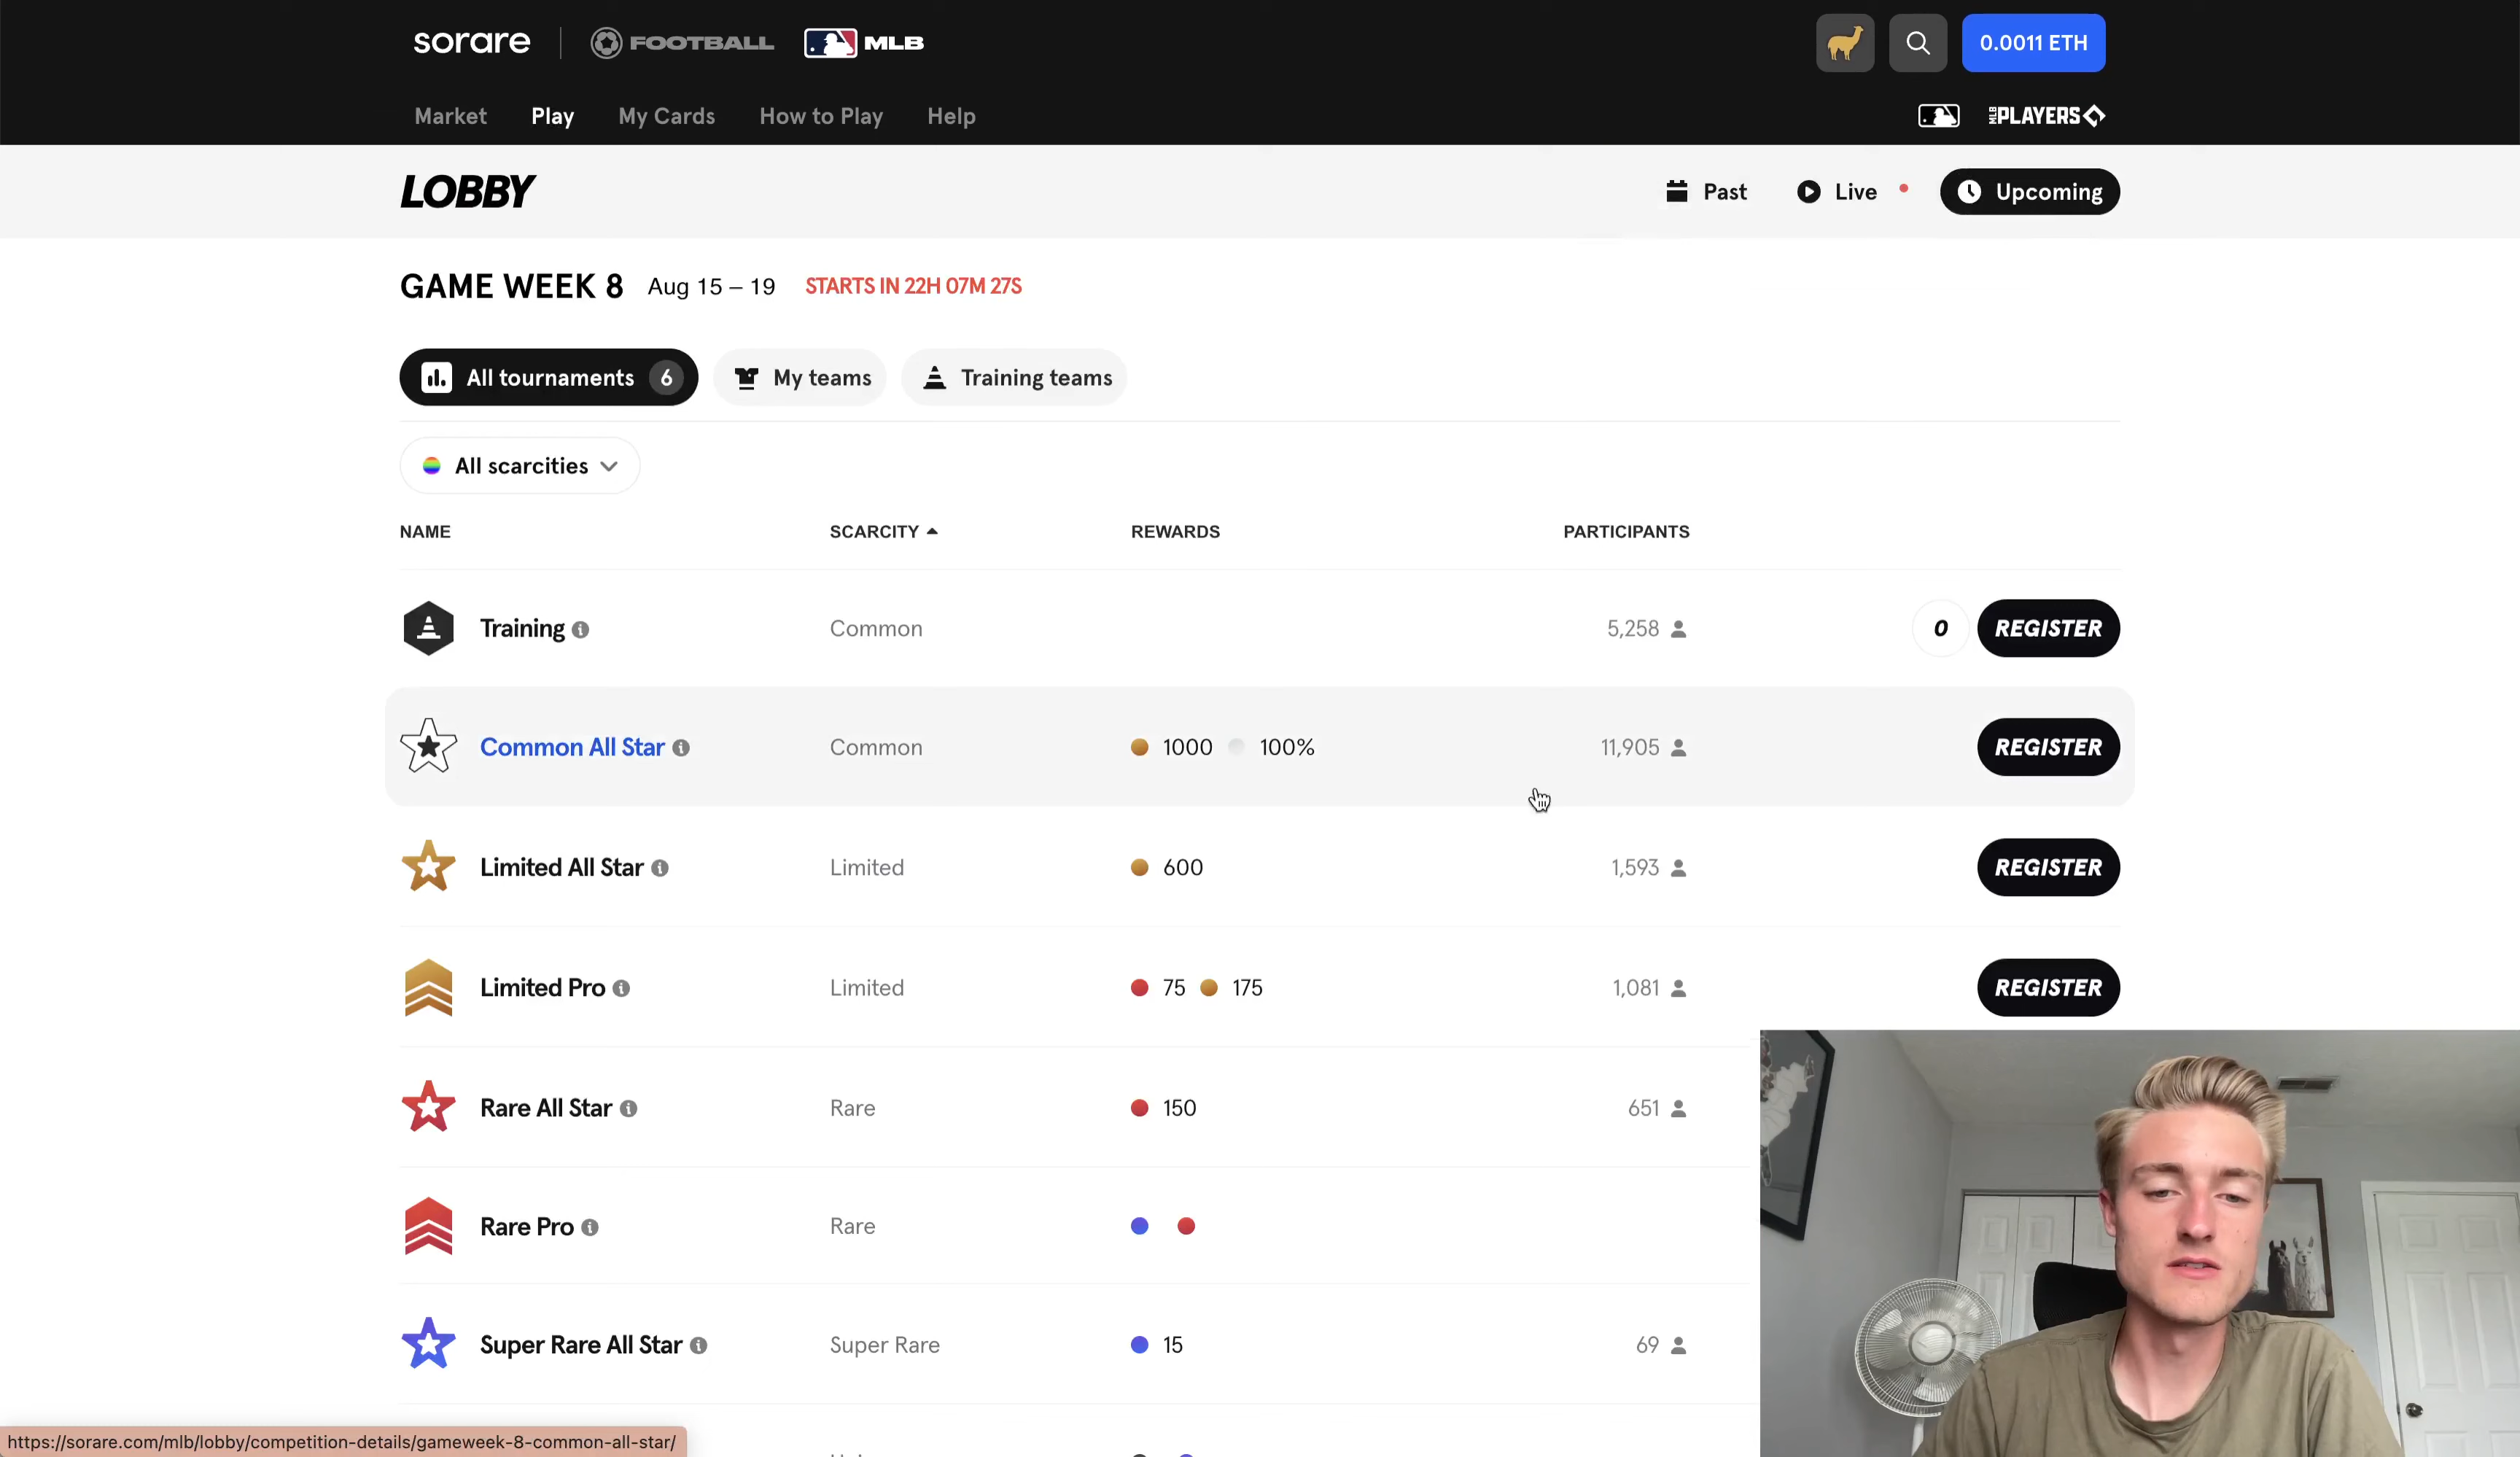 sorare FOOTBALL MLB 0.0011 ETH
Market Play My Cards How to Play Help MLB PLAYERS
LOBBY Past Live Upcoming
GAME WEEK 8 Aug 15 – 19 STARTS IN 22H 07M 27S
All tournaments 6 My teams Training teams
All scarcities
NAME SCARCITY REWARDS PARTICIPANTS
Training Common 5,258 0 REGISTER
Common All Star Common 1000 100% 11,905 REGISTER
Limited All Star Limited 600 1,593 REGISTER
Limited Pro Limited 75 175 1,081 REGISTER
Rare All Star Rare 150 651
Rare Pro Rare
Super Rare All Star Super Rare 15 69
https://sorare.com/mlb/lobby/competition-details/gameweek-8-common-all-star/